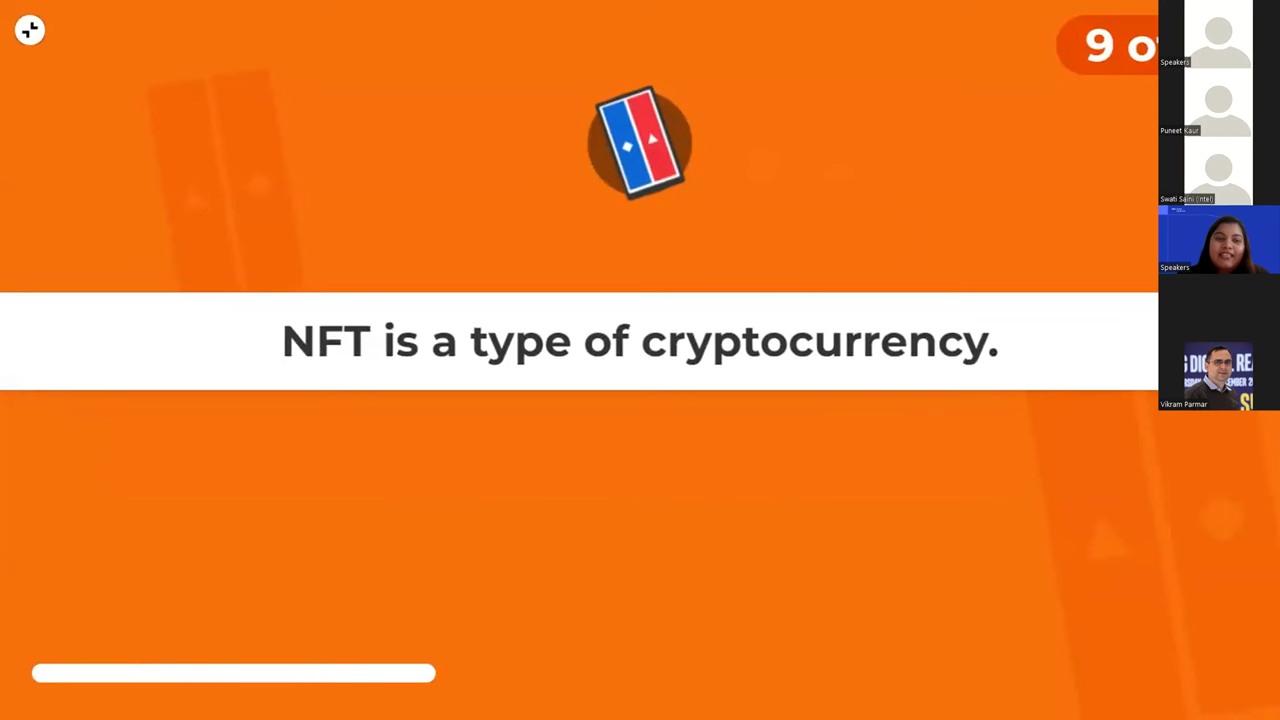 9 o
Speakers
Puneet Kaur
Swati Saini (Intel)
NFT is a type of cryptocurrency.
Speakers
Vikram Parmar